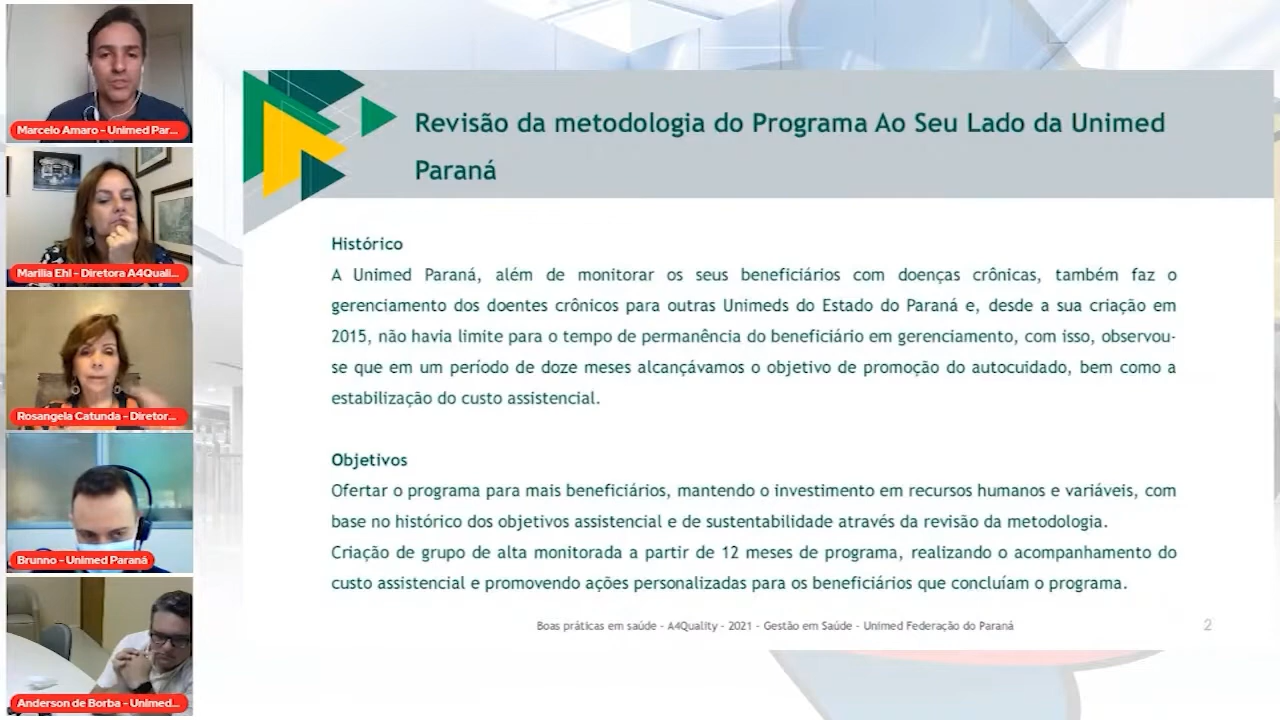 Marcelo Amaro - Unimed Par...
Marilia Ehl - Diretora A4Quali...
Rosangela Catunda - Diretor...
Brunno - Unimed Paraná
Anderson de Borba - Unimed...
Revisão da metodologia do Programa Ao Seu Lado da Unimed
Paraná
Histórico
A Unimed Paraná, além de monitorar os seus beneficiários com doenças crônicas, também faz o
gerenciamento dos doentes crônicos para outras Unimeds do Estado do Paraná e, desde a sua criação em
2015, não havia limite para o tempo de permanência do beneficiário em gerenciamento, com isso, observou-
se que em um período de doze meses alcançávamos o objetivo de promoção do autocuidado, bem como a
estabilização do custo assistencial.
Objetivos
Ofertar o programa para mais beneficiários, mantendo o investimento em recursos humanos e variáveis, com
base no histórico dos objetivos assistencial e de sustentabilidade através da revisão da metodologia.
Criação de grupo de alta monitorada a partir de 12 meses de programa, realizando o acompanhamento do
custo assistencial e promovendo ações personalizadas para os beneficiários que concluíam o programa.
Boas práticas em saúde - A4Quality - 2021 - Gestão em Saúde - Unimed Federação do Paraná
2